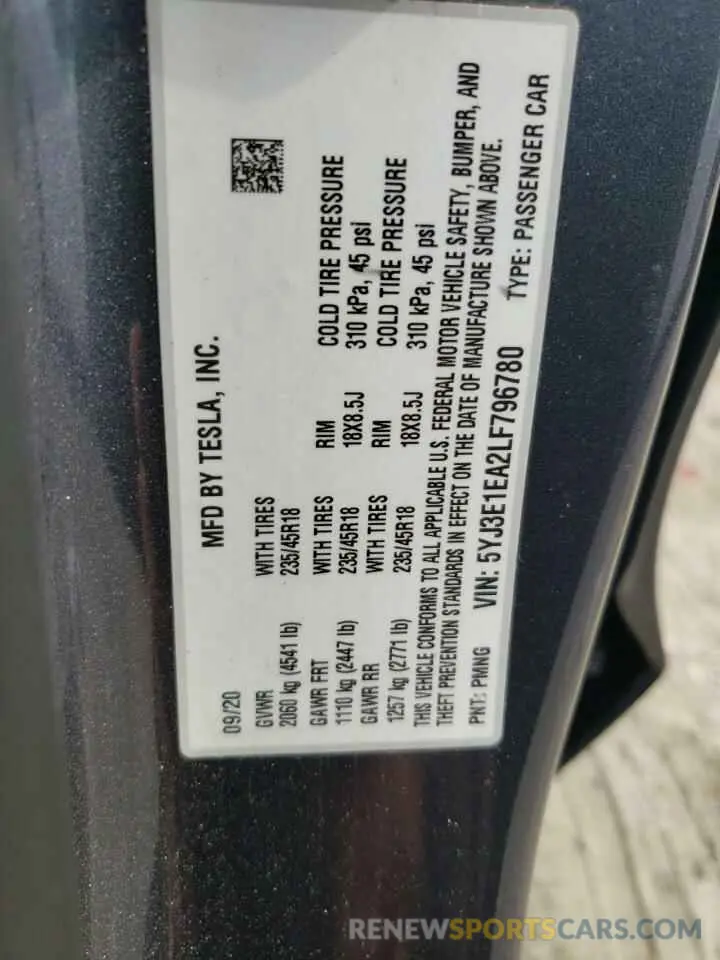 MFD BY TESLA, INC.
09/20
GVWR WITH TIRES
2060 kg (4541 lb) 235/45R18
GAWR FRT WITH TIRES RIM COLD TIRE PRESSURE
1110 kg (2447 lb) 235/45R18 18X8.5J 310 kPa, 45 psi
GAWR RR WITH TIRES RIM COLD TIRE PRESSURE
1257 kg (2771 lb) 235/45R18 18X8.5J 310 kPa, 45 psi
THIS VEHICLE CONFORMS TO ALL APPLICABLE U.S. FEDERAL MOTOR VEHICLE SAFETY, BUMPER, AND
THEFT PREVENTION STANDARDS IN EFFECT ON THE DATE OF MANUFACTURE SHOWN ABOVE.
PNT: PMNG VIN: 5YJ3E1EA2LF796780 TYPE: PASSENGER CAR
RENEWSPORTSCARS.COM